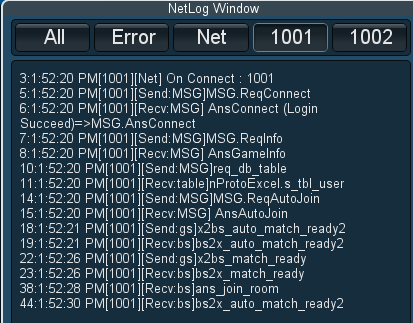 NetLog Window
All Error Net 1001 1002
3:1:52:20 PM[1001][Net] On Connect : 1001
5:1:52:20 PM[1001][Send:MSG]MSG.ReqConnect
6:1:52:20 PM[1001][Recv:MSG] AnsConnect (Login
Succeed)=>MSG.AnsConnect
7:1:52:20 PM[1001][Send:MSG]MSG.ReqInfo
8:1:52:20 PM[1001][Recv:MSG] AnsGameInfo
10:1:52:20 PM[1001][Send:MSG]req_db_table
11:1:52:20 PM[1001][Recv:table]nProtoExcel.s_tbl_user
14:1:52:20 PM[1001][Send:MSG]MSG.ReqAutoJoin
15:1:52:20 PM[1001][Recv:MSG] AnsAutoJoin
18:1:52:21 PM[1001][Send:gs]x2bs_auto_match_ready2
19:1:52:21 PM[1001][Recv:bs]bs2x_auto_match_ready2
22:1:52:26 PM[1001][Send:gs]x2bs_match_ready
23:1:52:26 PM[1001][Recv:bs]bs2x_match_ready
38:1:52:28 PM[1001][Recv:bs]ans_join_room
44:1:52:30 PM[1001][Recv:bs]bs2x_auto_match_ready2